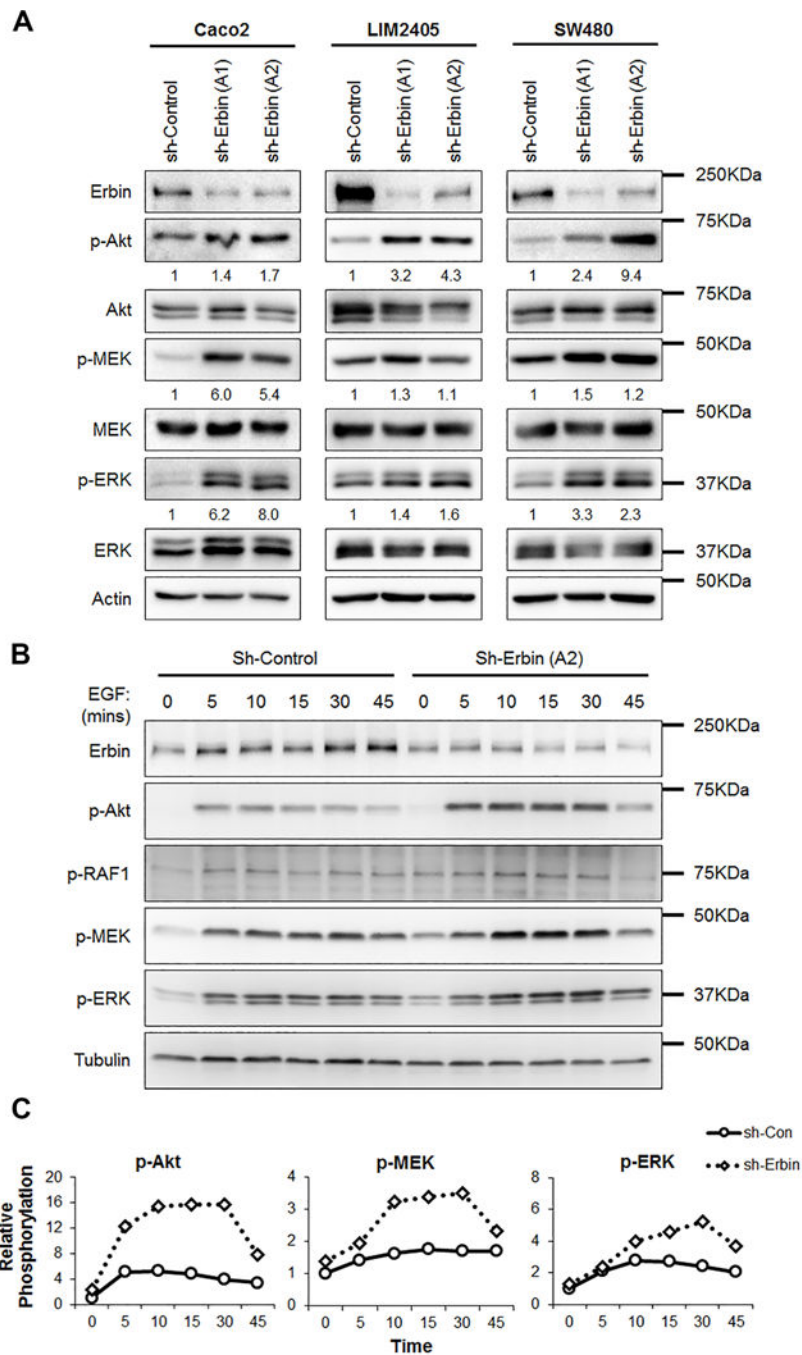 A
Caco2 LIM2405 SW480
sh-Control sh-Erbin (A1) sh-Erbin (A2) sh-Control sh-Erbin (A1) sh-Erbin (A2) sh-Control sh-Erbin (A1) sh-Erbin (A2)
Erbin 250KDa
p-Akt 75KDa
1 1.4 1.7 1 3.2 4.3 1 2.4 9.4
Akt 75KDa
p-MEK 50KDa
1 6.0 5.4 1 1.3 1.1 1 1.5 1.2
MEK 50KDa
p-ERK 37KDa
1 6.2 8.0 1 1.4 1.6 1 3.3 2.3
ERK 37KDa
Actin 50KDa
B
Sh-Control Sh-Erbin (A2)
EGF: 0 5 10 15 30 45 0 5 10 15 30 45
(mins)
Erbin 250KDa
p-Akt 75KDa
p-RAF1 75KDa
p-MEK 50KDa
p-ERK 37KDa
Tubulin 50KDa
C
sh-Con
sh-Erbin
p-Akt p-MEK p-ERK
Relative
Phosphorylation
20 16 12 8 4 0
4 3 2 1 0
8 6 4 2 0
0 5 10 15 30 45 0 5 10 15 30 45 0 5 10 15 30 45
Time